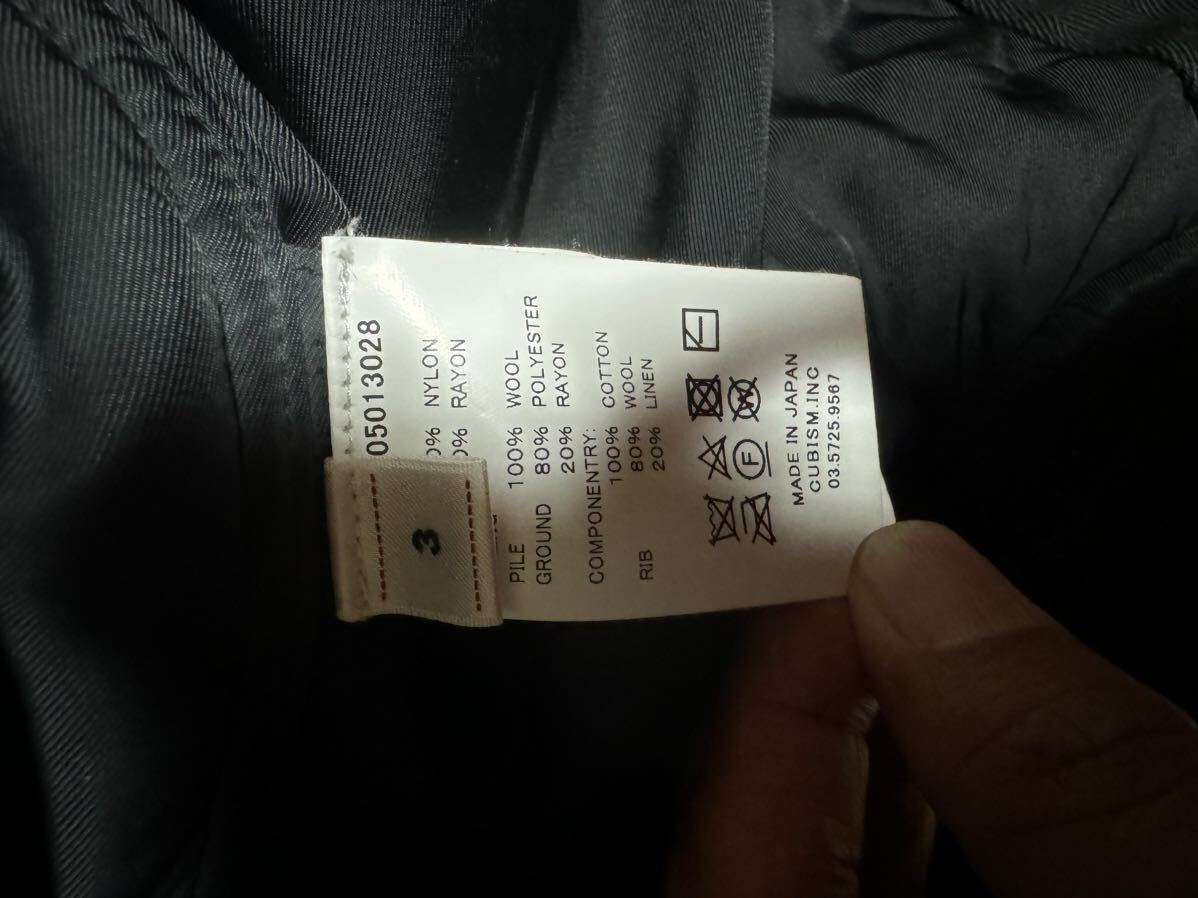 05013028
0% NYLON
0% RAYON
PILE 100% WOOL
GROUND 80% POLYESTER
20% RAYON
COMPONENTRY:
100% COTTON
RIB 80% WOOL
20% LINEN
W
F
MADE IN JAPAN
CUBISM.INC
03.5725.9567
3